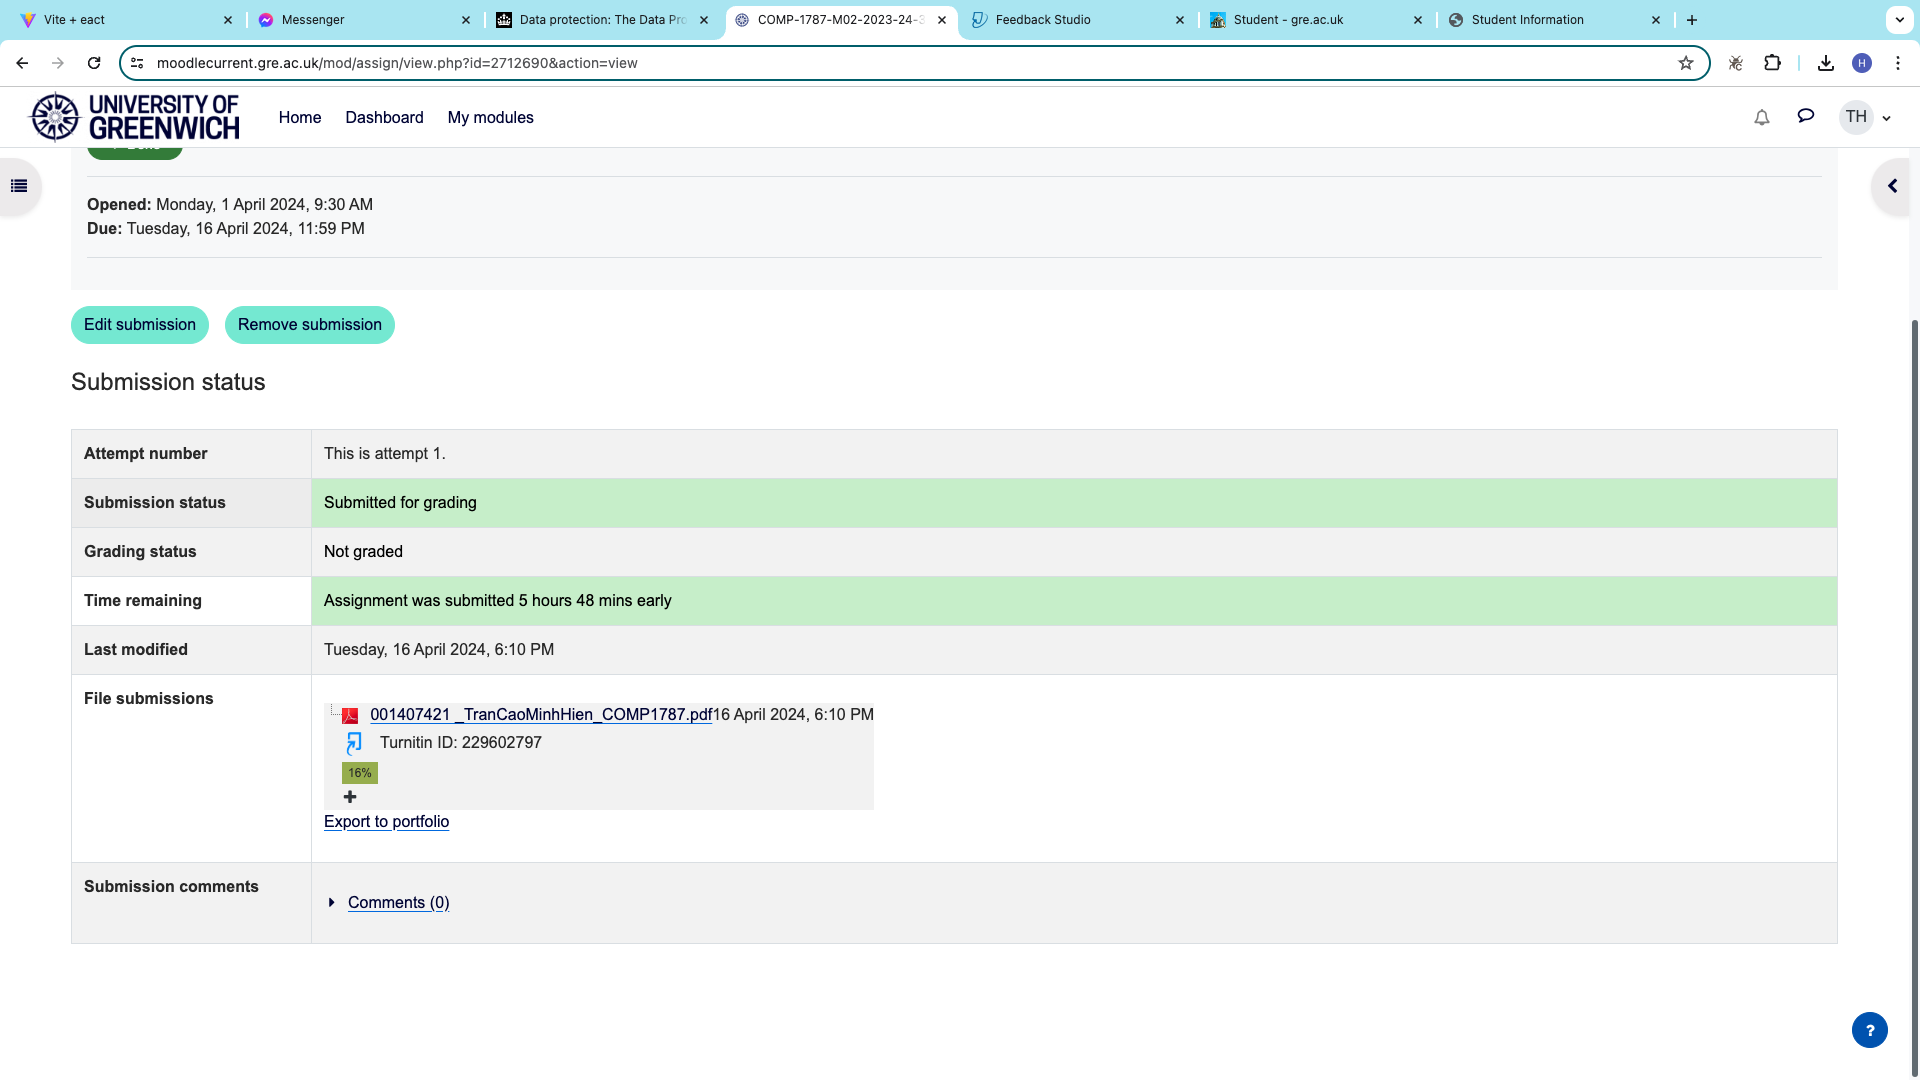 Vite + eact
Messenger
Data protection: The Data Pro
COMP-1787-M02-2023-24-3
Feedback Studio
Student - gre.ac.uk
Student Information
moodlecurrent.gre.ac.uk/mod/assign/view.php?id=2712690&action=view
H
UNIVERSITY OF
GREENWICH
Home Dashboard My modules
TH
Opened: Monday, 1 April 2024, 9:30 AM
Due: Tuesday, 16 April 2024, 11:59 PM
Edit submission
Remove submission
Submission status
Attempt number This is attempt 1.
Submission status Submitted for grading
Grading status Not graded
Time remaining Assignment was submitted 5 hours 48 mins early
Last modified Tuesday, 16 April 2024, 6:10 PM
File submissions
001407421 _TranCaoMinhHien_COMP1787.pdf16 April 2024, 6:10 PM
Turnitin ID: 229602797
16%
Export to portfolio
Submission comments
Comments (0)
?